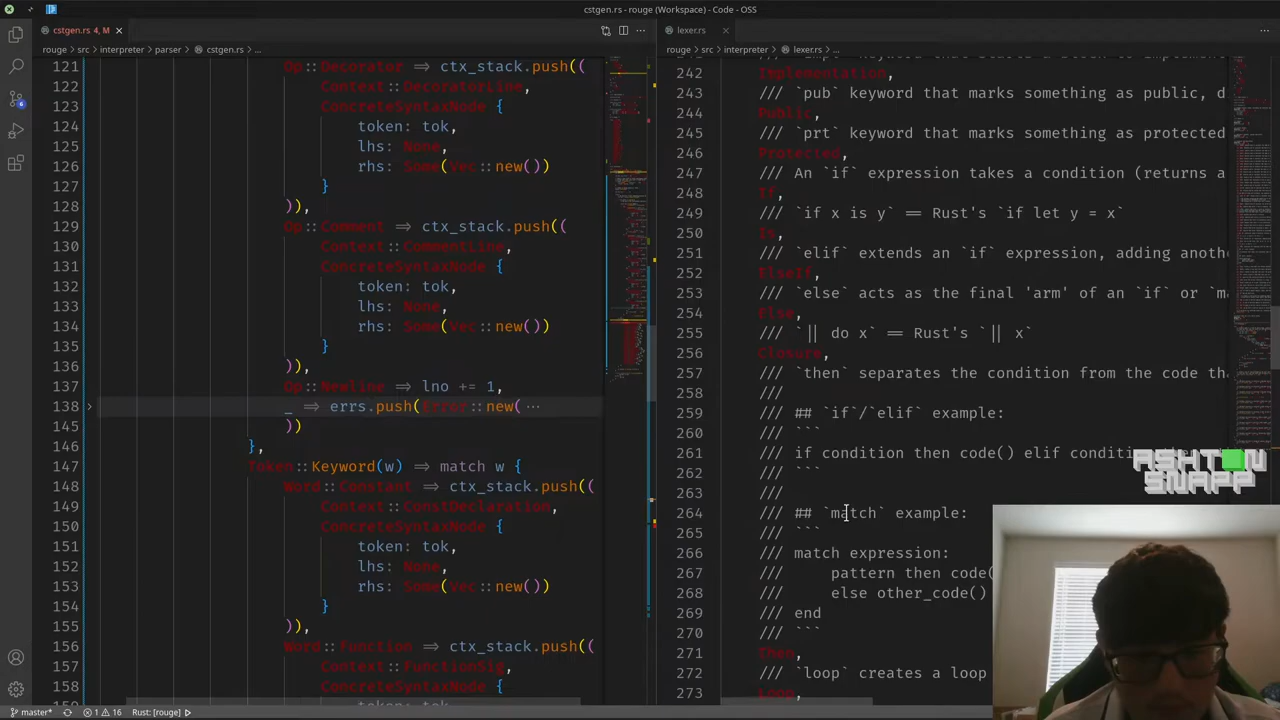 cstgen.rs - rouge (Workspace) - Code - OSS
cstgen.rs 4, M
rouge > src > interpreter > parser > cstgen.rs > ...
121 Op::Decorator => ctx_stack.push((
122 Context::DecoratorLine,
123 ConcreteSyntaxNode {
124 token: tok,
125 lhs: None,
126 rhs: Some(Vec::new())
127 }
128 )),
129 Op::Comment => ctx_stack.push((
130 Context::CommentLine,
131 ConcreteSyntaxNode {
132 token: tok,
133 lhs: None,
134 rhs: Some(Vec::new())
135 }
136 )),
137 Op::Newline => lno += 1,
138 _ => errs.push(Error::new( ...
145 ))
146 },
147 Token::Keyword(w) => match w {
148 Word::Constant => ctx_stack.push((
149 Context::ConstDeclaration,
150 ConcreteSyntaxNode {
151 token: tok,
152 lhs: None,
153 rhs: Some(Vec::new())
154 }
155 )),
156 Word::Function => ctx_stack.push((
157 Context::FunctionSig,
158 ConcreteSyntaxNode {
lexer.rs
rouge > src > interpreter > lexer.rs > ...
242 Implementation,
243 /// `pub` keyword that marks something as public, d
244 Public,
245 /// `prt` keyword that marks something as protected
246 Protected,
247 /// An `if` expression takes a condition (returns a
248 If,
249 /// `x is y` == Rust's `if let y = x`
250 Is,
251 /// `elif` extends an `if` expression, adding anoth
252 ElseIf,
253 /// `else` acts as the final 'arm' of an `if` or `ma
254 Else,
255 /// `|| do x` == Rust's `|| x`
256 Closure,
257 /// `then` separates the condition from the code tha
258 ///
259 /// ## `if`/`elif` example:
260 /// ```
261 /// if condition then code() elif conditi
262 /// ```
263 ///
264 /// ## `match` example:
265 /// ```
266 /// match expression:
267 /// pattern then code(
268 /// else other_code()
269 /// end
270 /// ```
271 Then,
272 /// `loop` creates a loop
273 Loop,
ASHTON
SNAPP
master* 1 16 Rust: [rouge]
6